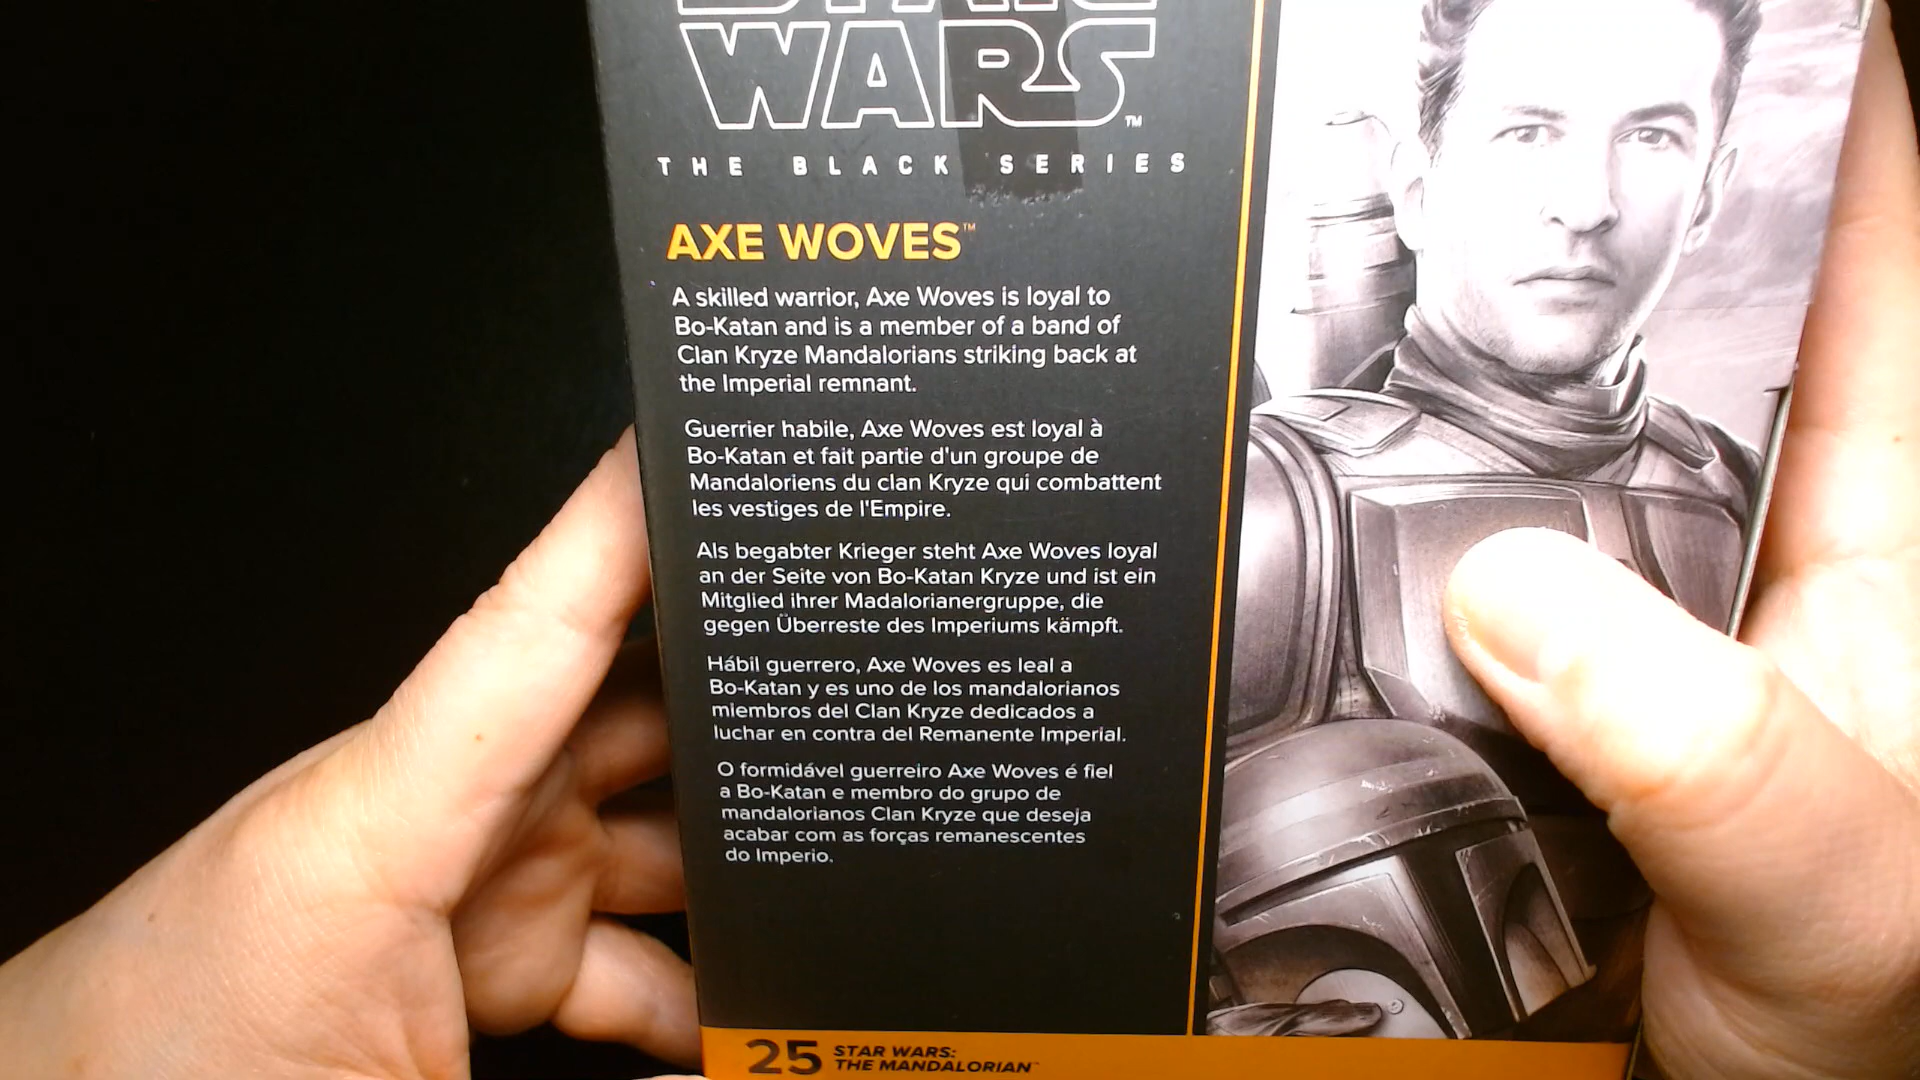 STAR
WARS™
THE BLACK SERIES
AXE WOVES™
A skilled warrior, Axe Woves is loyal to
Bo-Katan and is a member of a band of
Clan Kryze Mandalorians striking back at
the Imperial remnant.
Guerrier habile, Axe Woves est loyal à
Bo-Katan et fait partie d'un groupe de
Mandaloriens du clan Kryze qui combattent
les vestiges de l'Empire.
Als begabter Krieger steht Axe Woves loyal
an der Seite von Bo-Katan Kryze und ist ein
Mitglied ihrer Madalorianergruppe, die
gegen Überreste des Imperiums kämpft.
Hábil guerrero, Axe Woves es leal a
Bo-Katan y es uno de los mandalorianos
miembros del Clan Kryze dedicados a
luchar en contra del Remanente Imperial.
O formidável guerreiro Axe Woves é fiel
a Bo-Katan e membro do grupo de
mandalorianos Clan Kryze que deseja
acabar com as forças remanescentes
do Imperio.
25 STAR WARS:
THE MANDALORIAN™